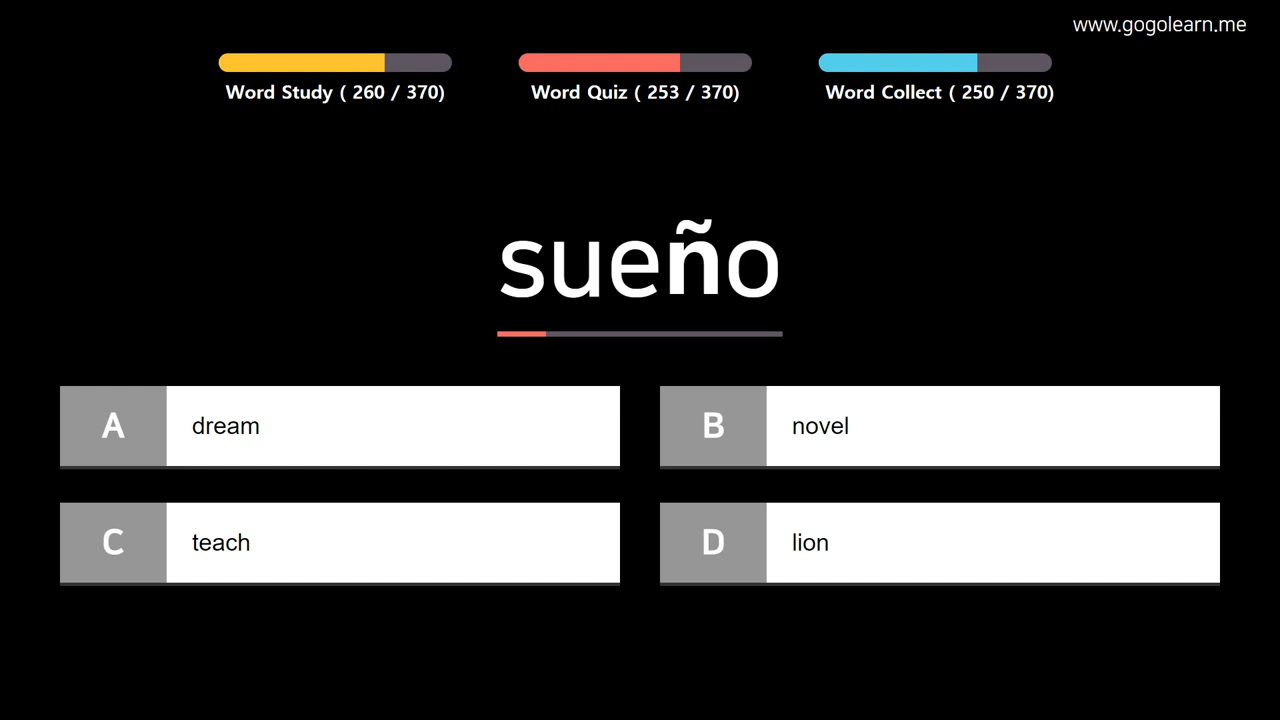 www.gogolearn.me
Word Study ( 260 / 370)
Word Quiz ( 253 / 370)
Word Collect ( 250 / 370)
sueño
A dream
B novel
C teach
D lion